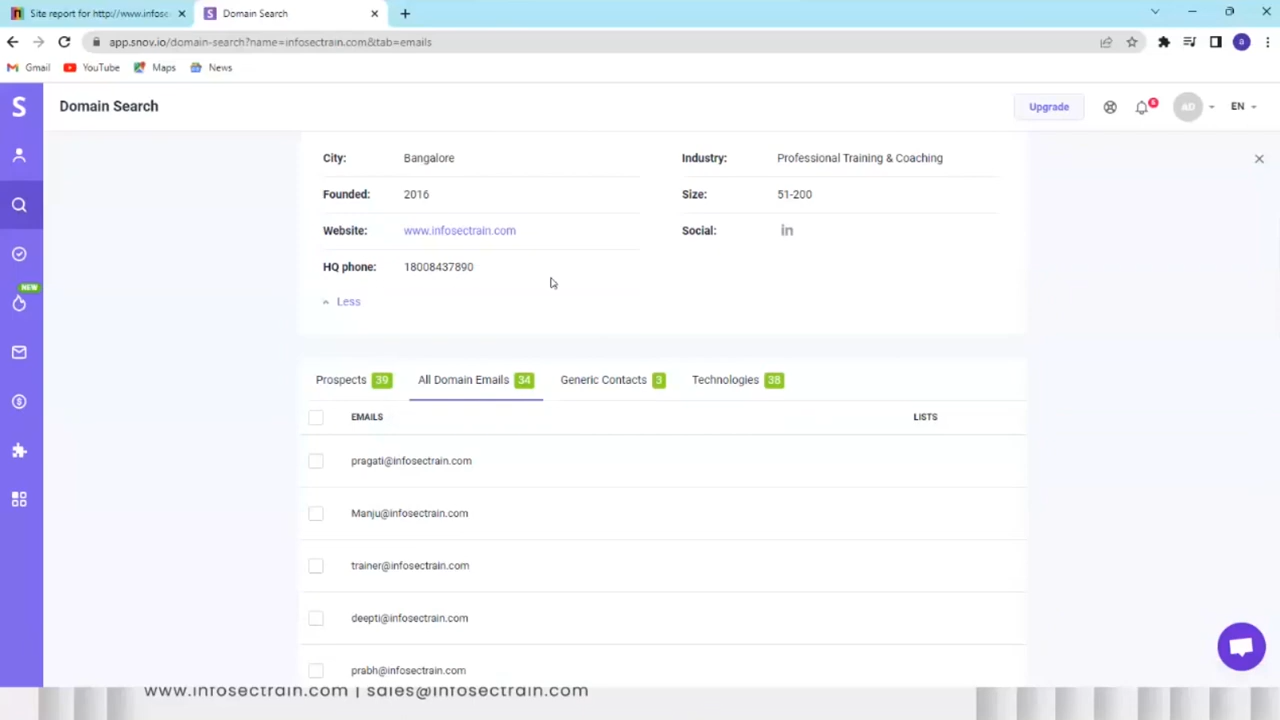 Site report for http://www.infose
Domain Search
app.snov.io/domain-search?name=infosectrain.com&tab=emails
a
Gmail
YouTube
Maps
News
S
Domain Search
Upgrade
6
AD
EN
City:
Bangalore
Industry:
Professional Training & Coaching
Founded:
2016
Size:
51-200
Website:
www.infosectrain.com
Social:
in
HQ phone:
18008437890
NEW
Less
Prospects 39
All Domain Emails 34
Generic Contacts 3
Technologies 38
EMAILS
LISTS
pragati@infosectrain.com
Manju@infosectrain.com
trainer@infosectrain.com
deepti@infosectrain.com
prabh@infosectrain.com
www.infosectrain.com | sales@infosectrain.com